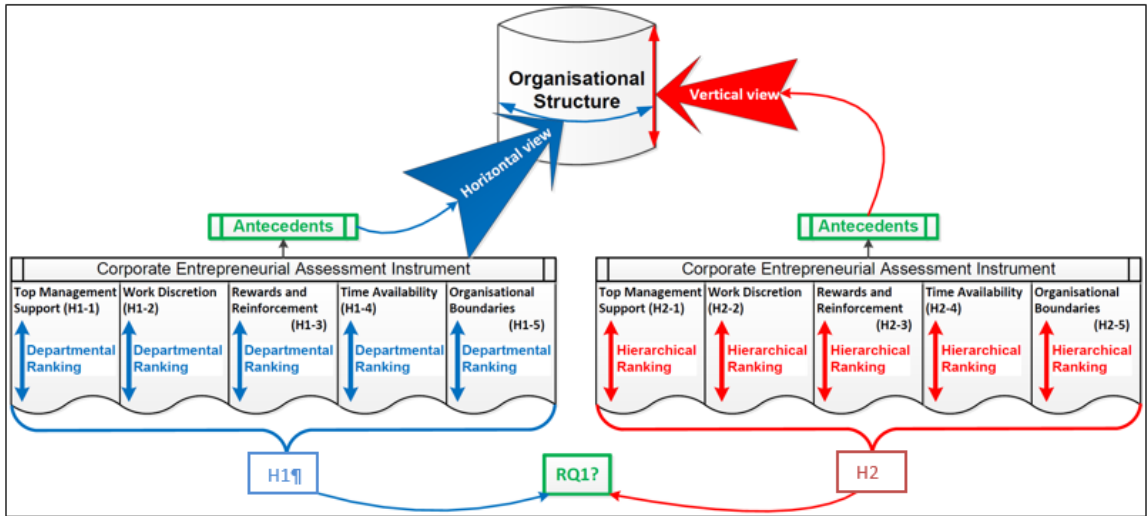 Organisational
Structure
Vertical view
Horizontal view
Antecedents
Antecedents
Corporate Entrepreneurial Assessment Instrument
Top Management
Support (H1-1)
Departmental
Ranking
Work Discretion
(H1-2)
Departmental
Ranking
Rewards and
Reinforcement
(H1-3)
Departmental
Ranking
Time Availability
(H1-4)
Departmental
Ranking
Organisational
Boundaries
(H1-5)
Departmental
Ranking
Corporate Entrepreneurial Assessment Instrument
Top Management
Support (H2-1)
Hierarchical
Ranking
Work Discretion
(H2-2)
Hierarchical
Ranking
Rewards and
Reinforcement
(H2-3)
Hierarchical
Ranking
Time Availability
(H2-4)
Hierarchical
Ranking
Organisational
Boundaries
(H2-5)
Hierarchical
Ranking
H1¶
RQ1?
H2